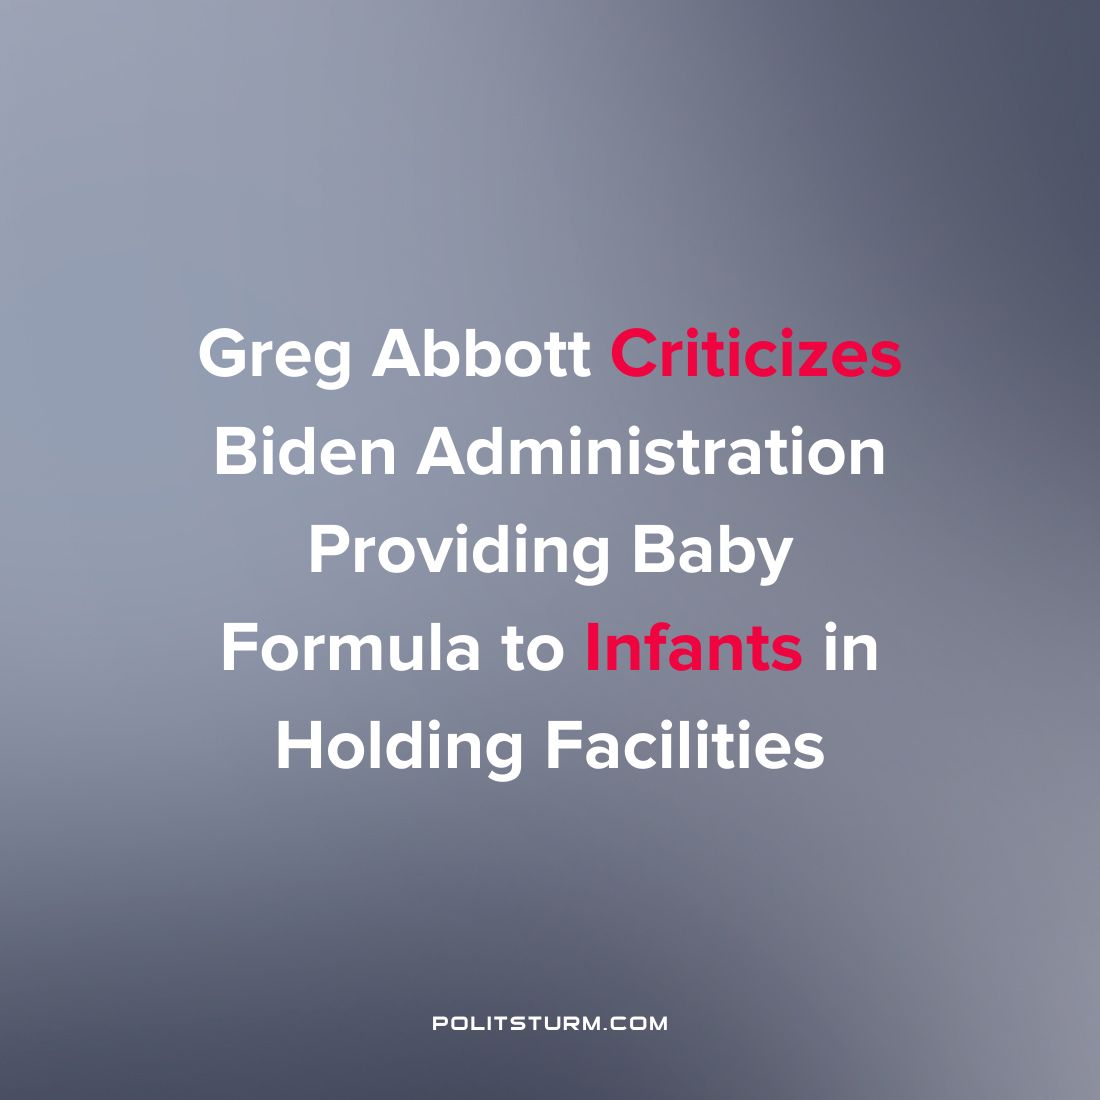 Greg Abbott Criticizes
Biden Administration
Providing Baby
Formula to Infants in
Holding Facilities
POLITSTURM.COM